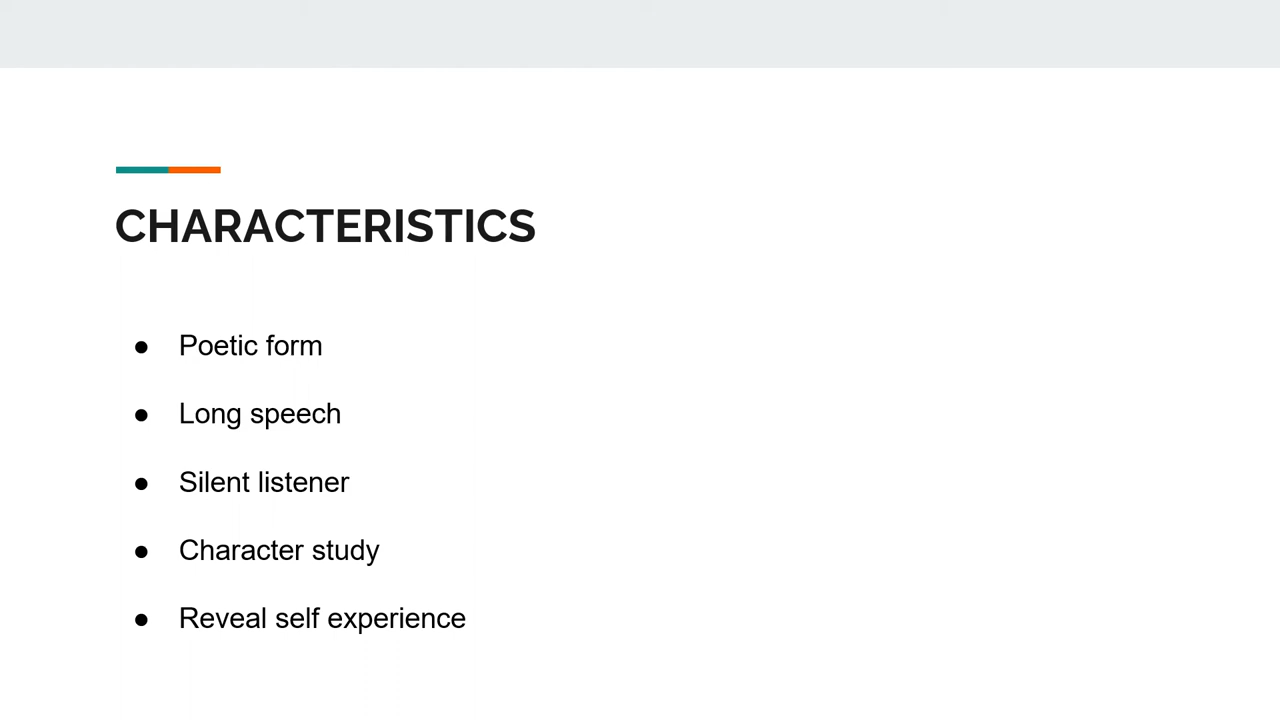 CHARACTERISTICS
● Poetic form
● Long speech
● Silent listener
● Character study
● Reveal self experience